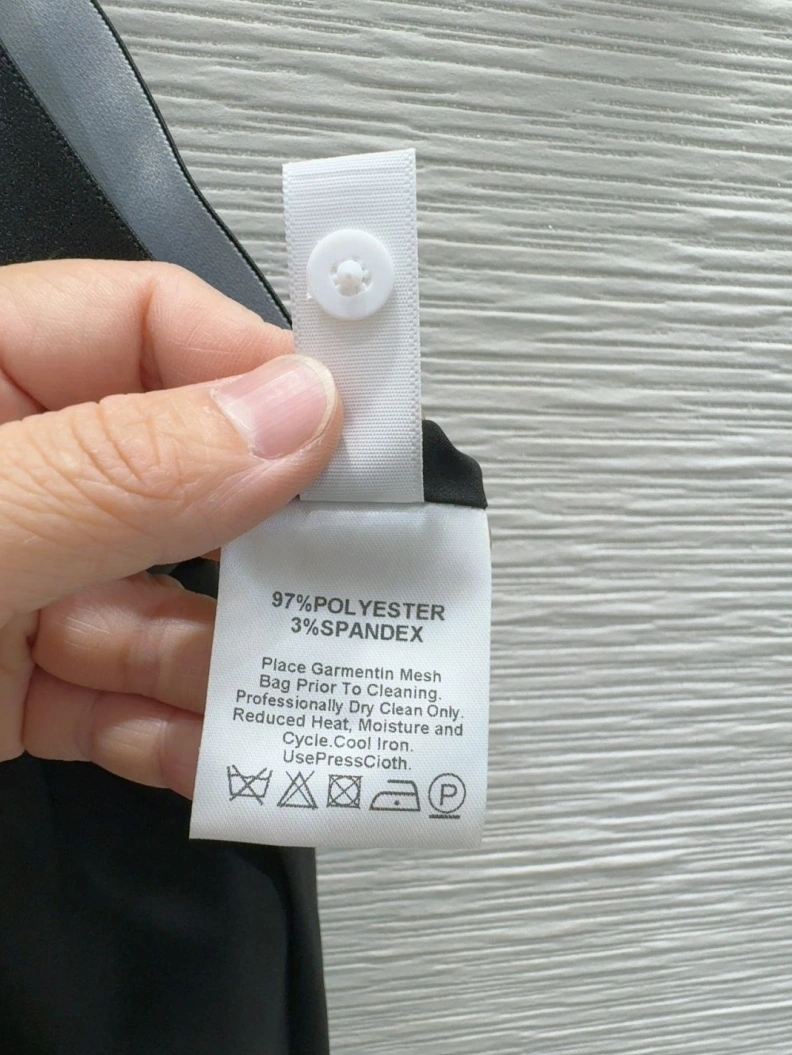 97%POLYESTER
3%SPANDEX
Place Garmentin Mesh
Bag Prior To Cleaning.
Professionally Dry Clean Only.
Reduced Heat, Moisture and
Cycle.Cool Iron.
UsePressCloth.
P